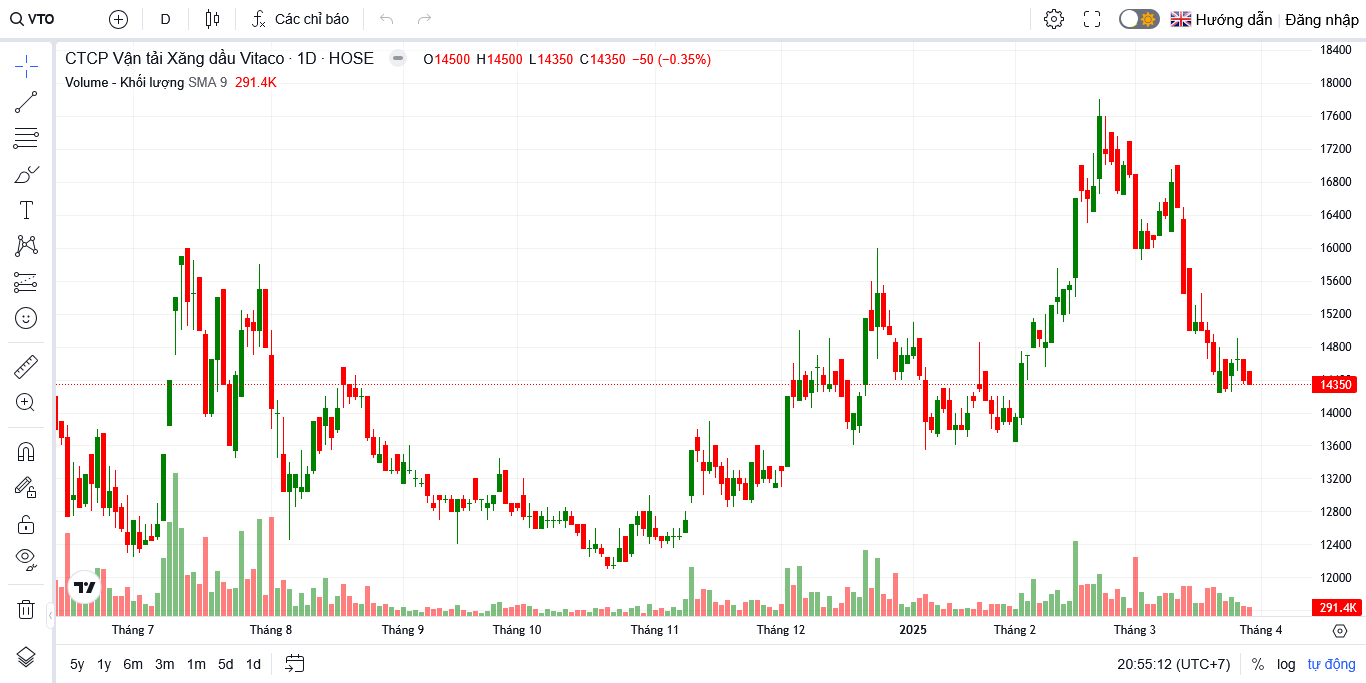 VTO D Các chỉ báo Hướng dẫn Đăng nhập
CTCP Vận tải Xăng dầu Vitaco · 1D · HOSE O14500 H14500 L14350 C14350 −50 (−0.35%)
Volume - Khối lượng SMA 9 291.4K
18400
18000
17600
17200
16800
16400
16000
15600
15200
14800
14350
14000
13600
13200
12800
12400
12000
291.4K
Tháng 7 Tháng 8 Tháng 9 Tháng 10 Tháng 11 Tháng 12 2025 Tháng 2 Tháng 3 Tháng 4
5y 1y 6m 3m 1m 5d 1d 20:55:12 (UTC+7) % log tự động